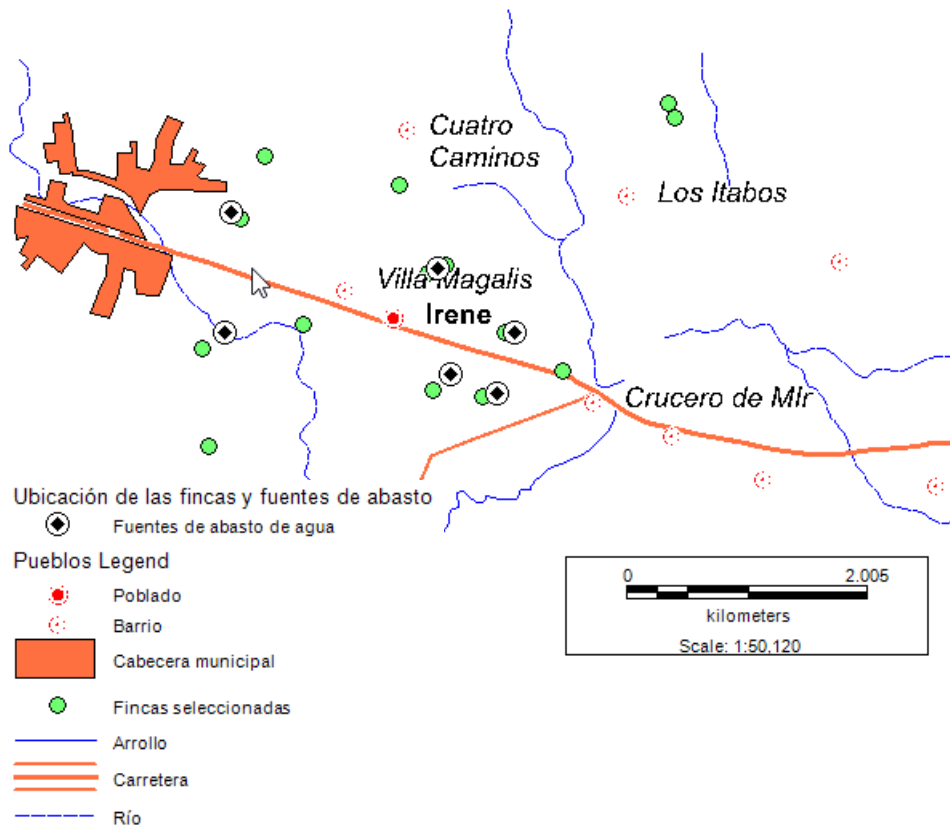 Cuatro
Caminos
Los Itabos
Villa Magalis
Irene
Crucero de MIr
Ubicación de las fincas y fuentes de abasto
Fuentes de abasto de agua
Pueblos Legend
Poblado
Barrio
Cabecera municipal
Fincas seleccionadas
Arrollo
Carretera
Río
0 2.005
kilometers
Scale: 1:50,120